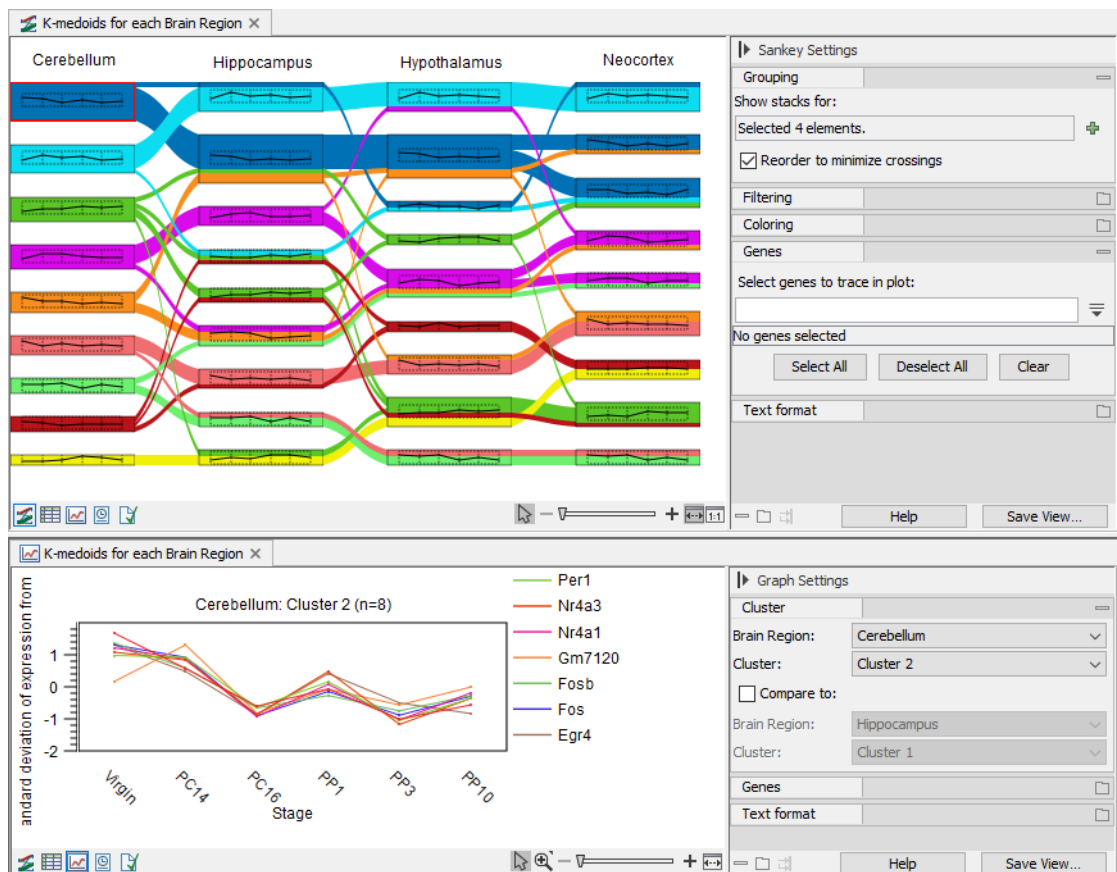 K-medoids for each Brain Region
Cerebellum
Hippocampus
Hypothalamus
Neocortex
Sankey Settings
Grouping
Show stacks for:
Selected 4 elements.
Reorder to minimize crossings
Filtering
Coloring
Genes
Select genes to trace in plot:
No genes selected
Select All Deselect All Clear
Text format
1:1
Help Save View...
K-medoids for each Brain Region
andard deviation of expression from
Cerebellum: Cluster 2 (n=8)
1
0
-1
-2
Virgin PC14 PC16 PP1 PP3 PP10
Stage
Per1
Nr4a3
Nr4a1
Gm7120
Fosb
Fos
Egr4
Graph Settings
Cluster
Brain Region: Cerebellum
Cluster: Cluster 2
Compare to:
Brain Region: Hippocampus
Cluster: Cluster 1
Genes
Text format
Help Save View...